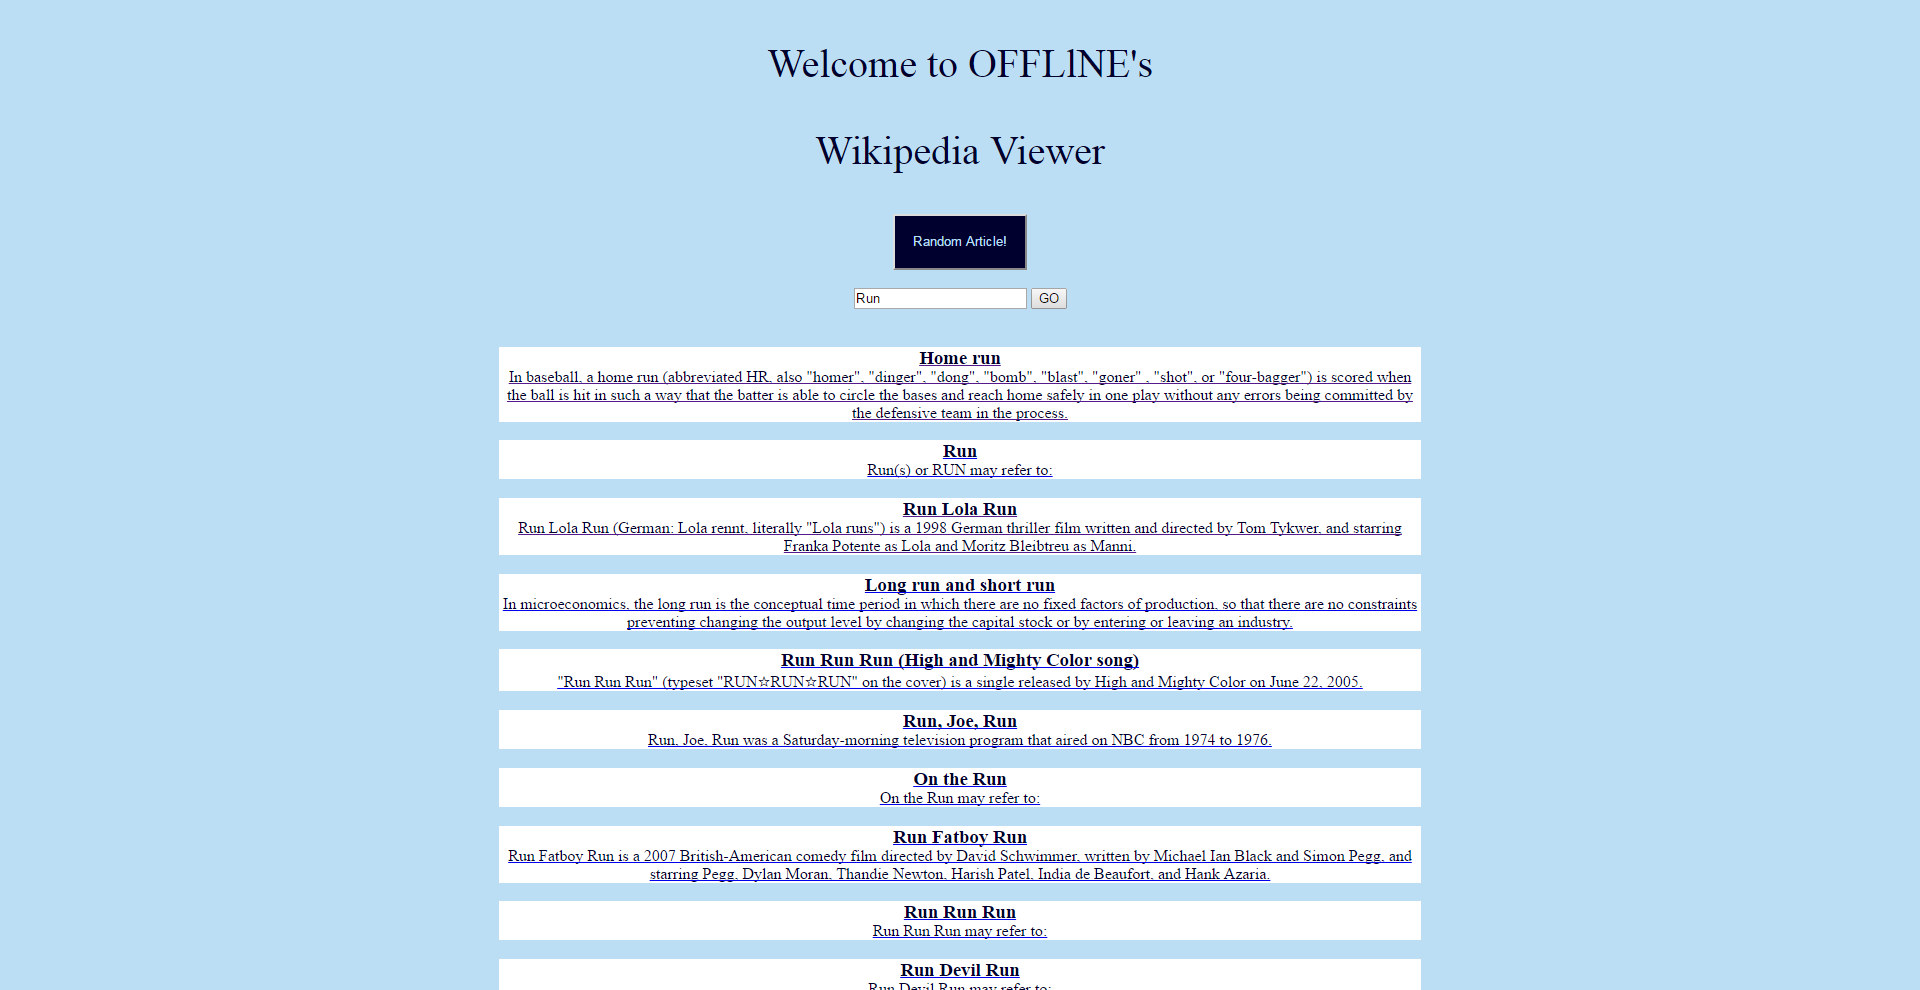 Welcome to OFFLlNE's
Wikipedia Viewer
Random Article!
Run GO
Home run
In baseball, a home run (abbreviated HR, also "homer", "dinger", "dong", "bomb", "blast", "goner" , "shot", or "four-bagger") is scored when
the ball is hit in such a way that the batter is able to circle the bases and reach home safely in one play without any errors being committed by
the defensive team in the process.
Run
Run(s) or RUN may refer to:
Run Lola Run
Run Lola Run (German: Lola rennt, literally "Lola runs") is a 1998 German thriller film written and directed by Tom Tykwer, and starring
Franka Potente as Lola and Moritz Bleibtreu as Manni.
Long run and short run
In microeconomics, the long run is the conceptual time period in which there are no fixed factors of production, so that there are no constraints
preventing changing the output level by changing the capital stock or by entering or leaving an industry.
Run Run Run (High and Mighty Color song)
"Run Run Run" (typeset "RUN☆RUN☆RUN" on the cover) is a single released by High and Mighty Color on June 22, 2005.
Run, Joe, Run
Run, Joe, Run was a Saturday-morning television program that aired on NBC from 1974 to 1976.
On the Run
On the Run may refer to:
Run Fatboy Run
Run Fatboy Run is a 2007 British-American comedy film directed by David Schwimmer, written by Michael Ian Black and Simon Pegg, and
starring Pegg, Dylan Moran, Thandie Newton, Harish Patel, India de Beaufort, and Hank Azaria.
Run Run Run
Run Run Run may refer to:
Run Devil Run
Run Devil Run may refer to: